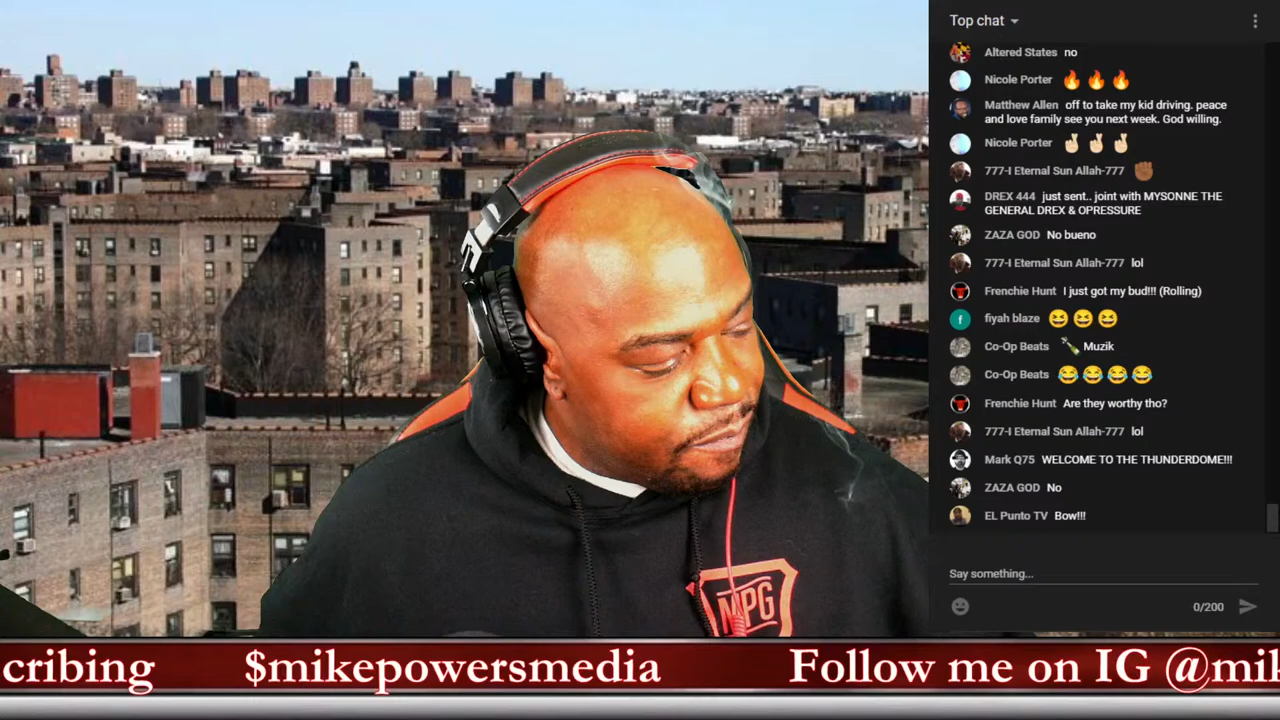 Top chat
Altered States no
Nicole Porter 🔥🔥🔥
Matthew Allen off to take my kid driving. peace
and love family see you next week. God willing.
Nicole Porter 🤞🏻🤞🏻🤞🏻
777-I Eternal Sun Allah-777 ✊🏾
DREX 444 just sent.. joint with MYSONNE THE
GENERAL DREX & OPRESSURE
ZAZA GOD No bueno
777-I Eternal Sun Allah-777 lol
Frenchie Hunt I just got my bud!!! (Rolling)
f
fiyah blaze 😆😆😆
Co-Op Beats 🍾 Muzik
Co-Op Beats 😂😂😂😂
Frenchie Hunt Are they worthy tho?
777-I Eternal Sun Allah-777 lol
Mark Q75 WELCOME TO THE THUNDERDOME!!!
ZAZA GOD No
EL Punto TV Bow!!!
Say something...
0/200
MPG
cribing $mikepowersmedia Follow me on IG @mik